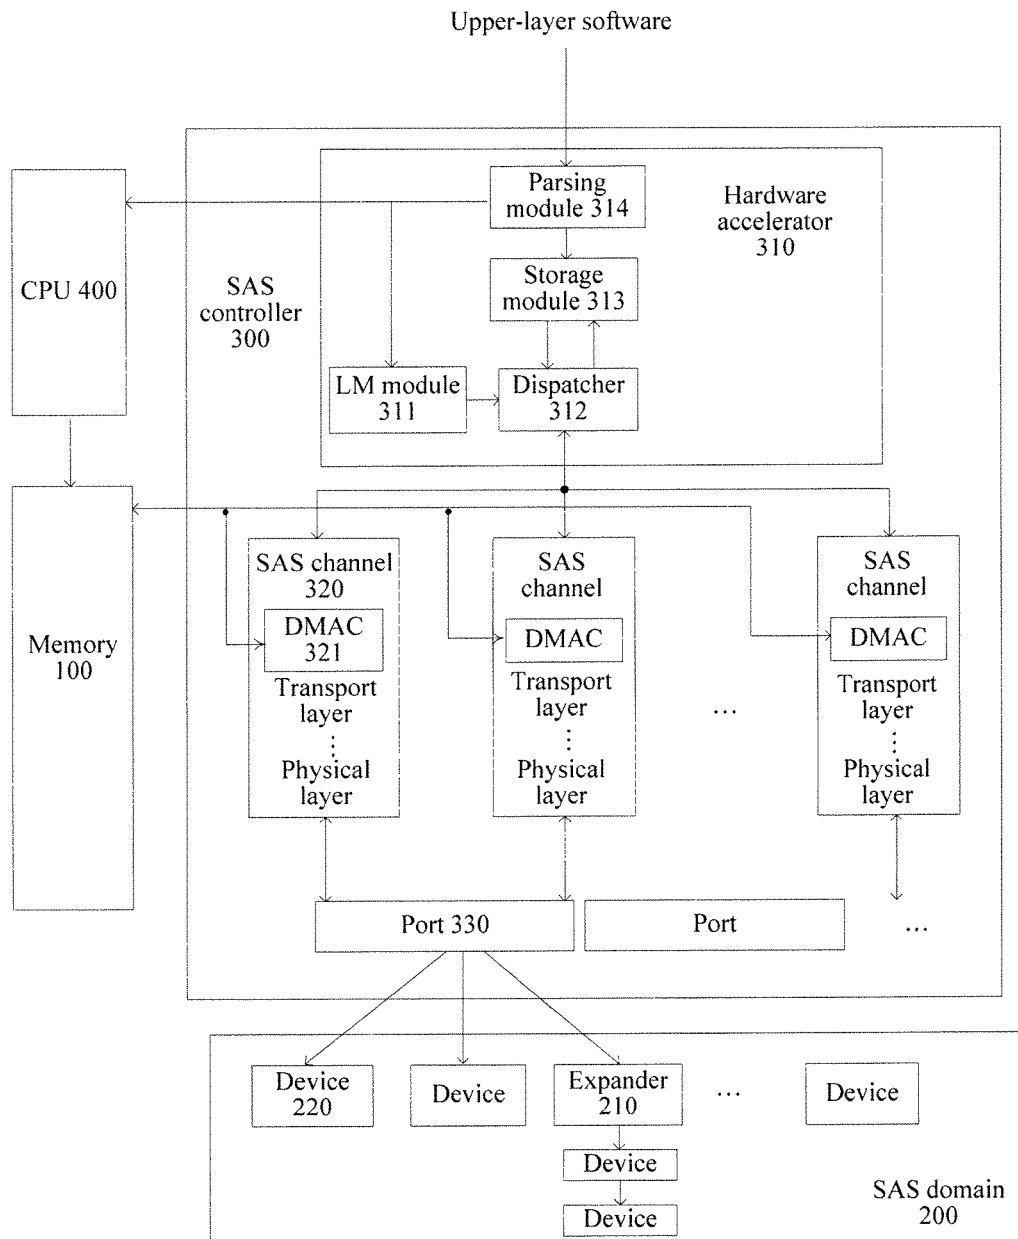 Upper-layer software
Parsing
module 314
Hardware
accelerator
310
Storage
module 313
CPU 400
SAS
controller
300
LM module
311
Dispatcher
312
SAS channel
320
DMAC
321
Transport
layer
⋮
Physical
layer
SAS
channel
DMAC
Transport
layer
⋮
Physical
layer
...
SAS
channel
DMAC
Transport
layer
⋮
Physical
layer
Memory
100
Port 330
Port
...
Device
220
Device
Expander
210
...
Device
Device
Device
SAS domain
200